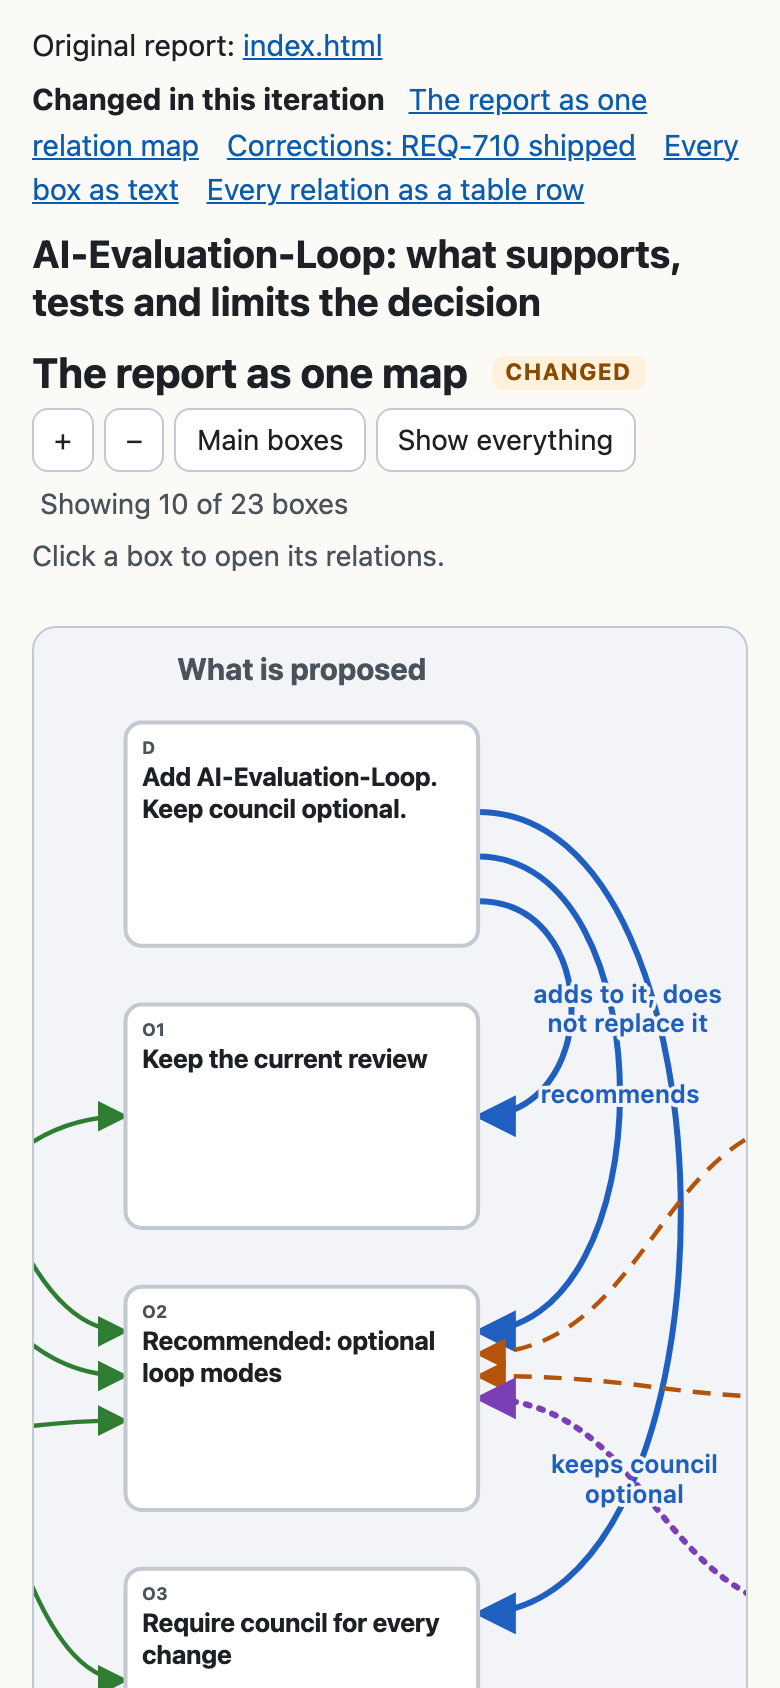 Original report: index.html
Changed in this iteration The report as one
relation map Corrections: REQ-710 shipped Every
box as text Every relation as a table row
AI-Evaluation-Loop: what supports,
tests and limits the decision
The report as one map CHANGED
+ − Main boxes Show everything
Showing 10 of 23 boxes
Click a box to open its relations.
What is proposed
D
Add AI-Evaluation-Loop.
Keep council optional.
adds to it, does
not replace it
O1
Keep the current review
recommends
O2
Recommended: optional
loop modes
keeps council
optional
O3
Require council for every
change